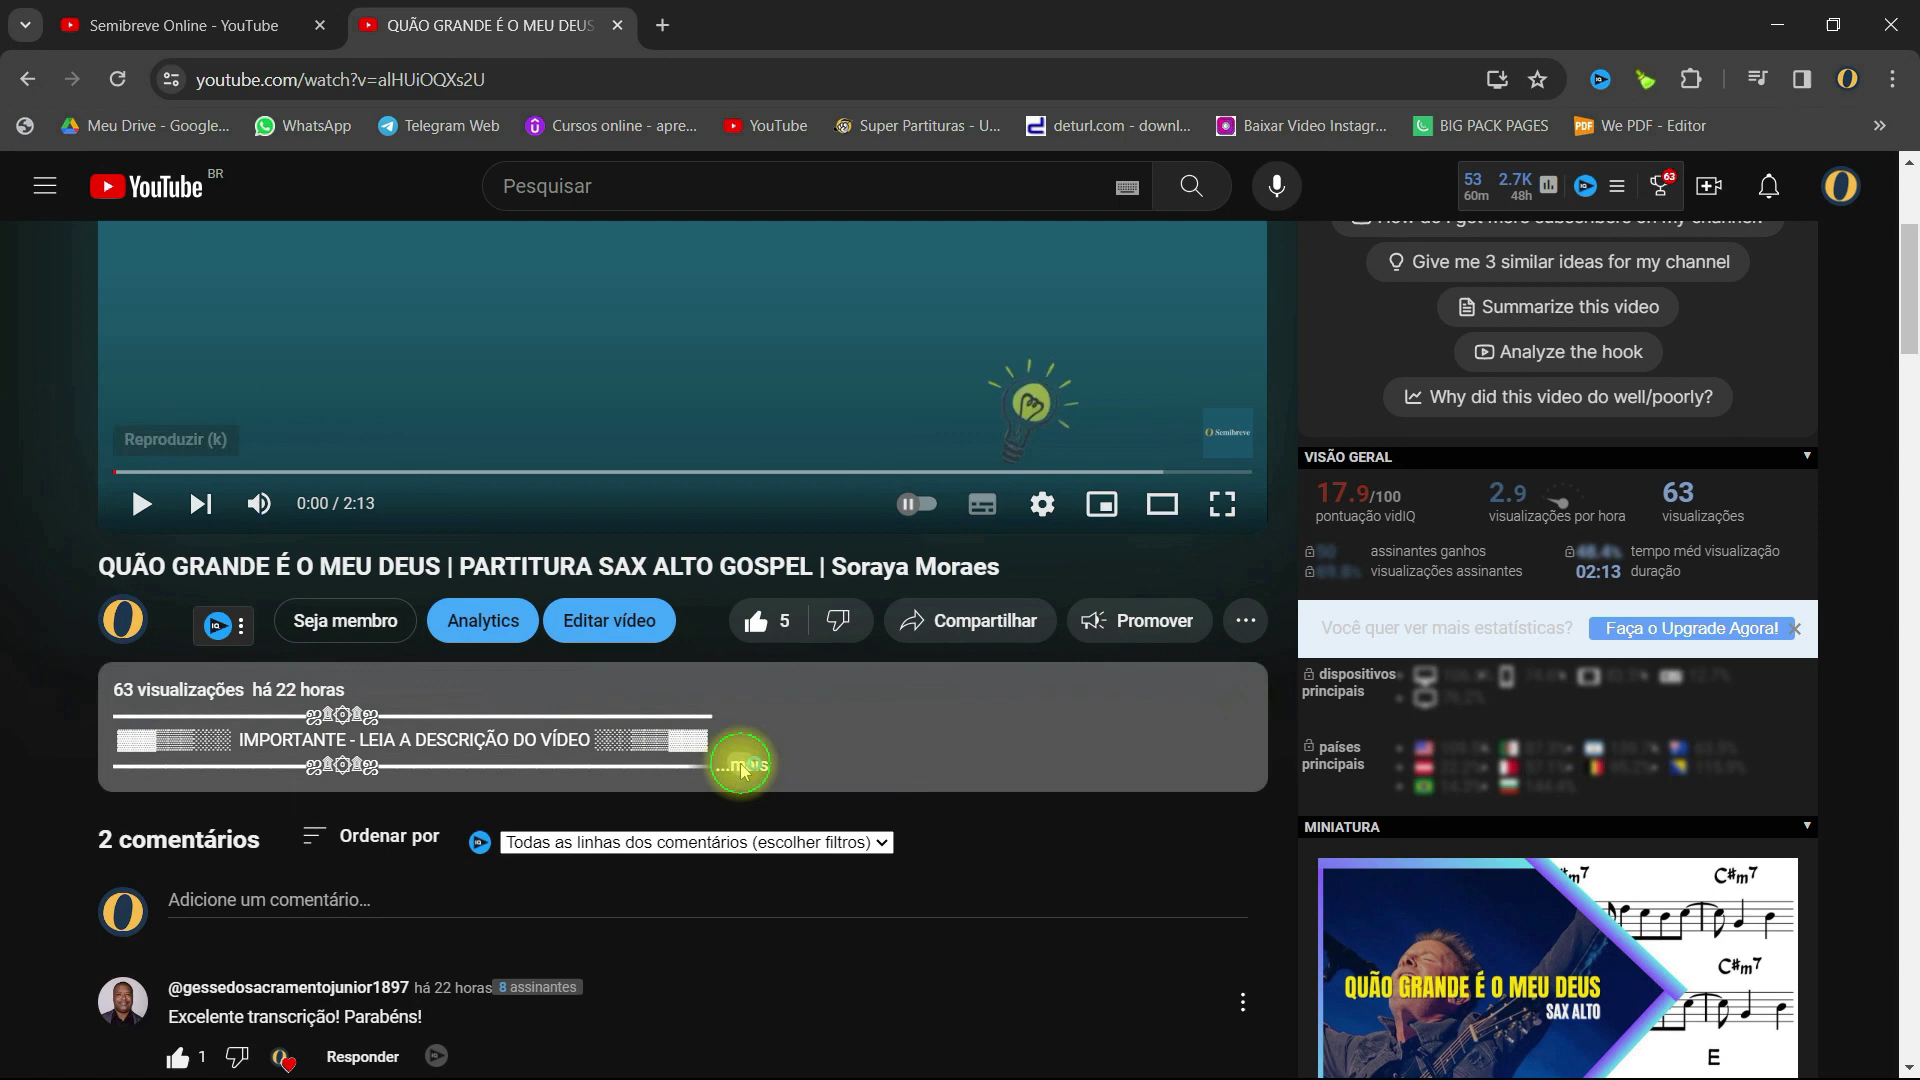 Semibreve Online - YouTube
QUÃO GRANDE É O MEU DEUS
youtube.com/watch?v=alHUiOQXs2U
Meu Drive - Google...
WhatsApp
Telegram Web
Cursos online - apre...
YouTube
Super Partituras - U...
deturl.com - downl...
Baixar Video Instagr...
BIG PACK PAGES
PDF
We PDF - Editor
YouTube BR
Pesquisar
53 2.7K
60m 48h
63
Give me 3 similar ideas for my channel
Summarize this video
Analyze the hook
Why did this video do well/poorly?
Semibreve
Reproduzir (k)
0:00 / 2:13
VISÃO GERAL
17.9/100
pontuação vidIQ
2.9
visualizações por hora
63
visualizações
assinantes ganhos
tempo méd visualização
visualizações assinantes
02:13 duração
Você quer ver mais estatísticas? Faça o Upgrade Agora!
dispositivos principais
países principais
QUÃO GRANDE É O MEU DEUS | PARTITURA SAX ALTO GOSPEL | Soraya Moraes
Seja membro
Analytics
Editar vídeo
5
Compartilhar
Promover
63 visualizações há 22 horas
IMPORTANTE - LEIA A DESCRIÇÃO DO VÍDEO
...mais
2 comentários
Ordenar por
Todas as linhas dos comentários (escolher filtros)
Adicione um comentário...
@gessedosacramentojunior1897 há 22 horas 8 assinantes
Excelente transcrição! Parabéns!
1
Responder
MINIATURA
C#m7
C#m7
QUÃO GRANDE É O MEU DEUS
SAX ALTO
E